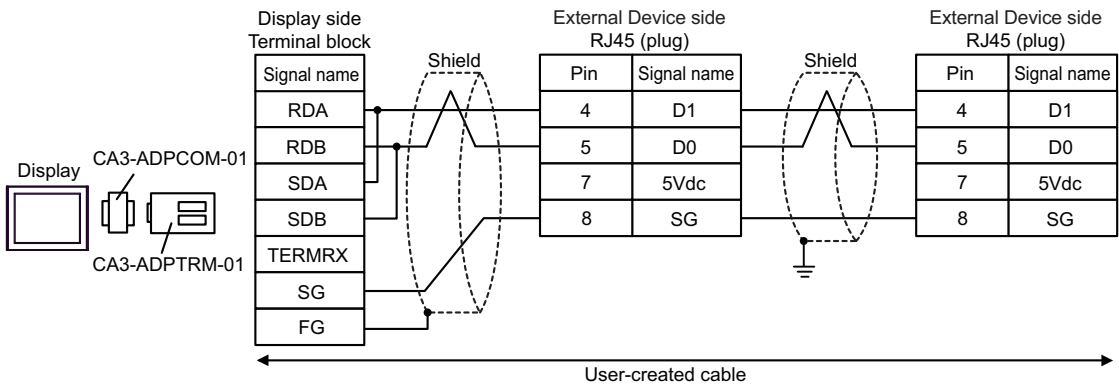 Display side
Terminal block
External Device side
RJ45 (plug)
External Device side
RJ45 (plug)
Signal name
Shield
Pin
Signal name
Shield
Pin
Signal name
RDA
4
D1
4
D1
RDB
5
D0
5
D0
Display
CA3-ADPCOM-01
SDA
7
5Vdc
7
5Vdc
SDB
8
SG
8
SG
TERMRX
CA3-ADPTRM-01
SG
FG
User-created cable